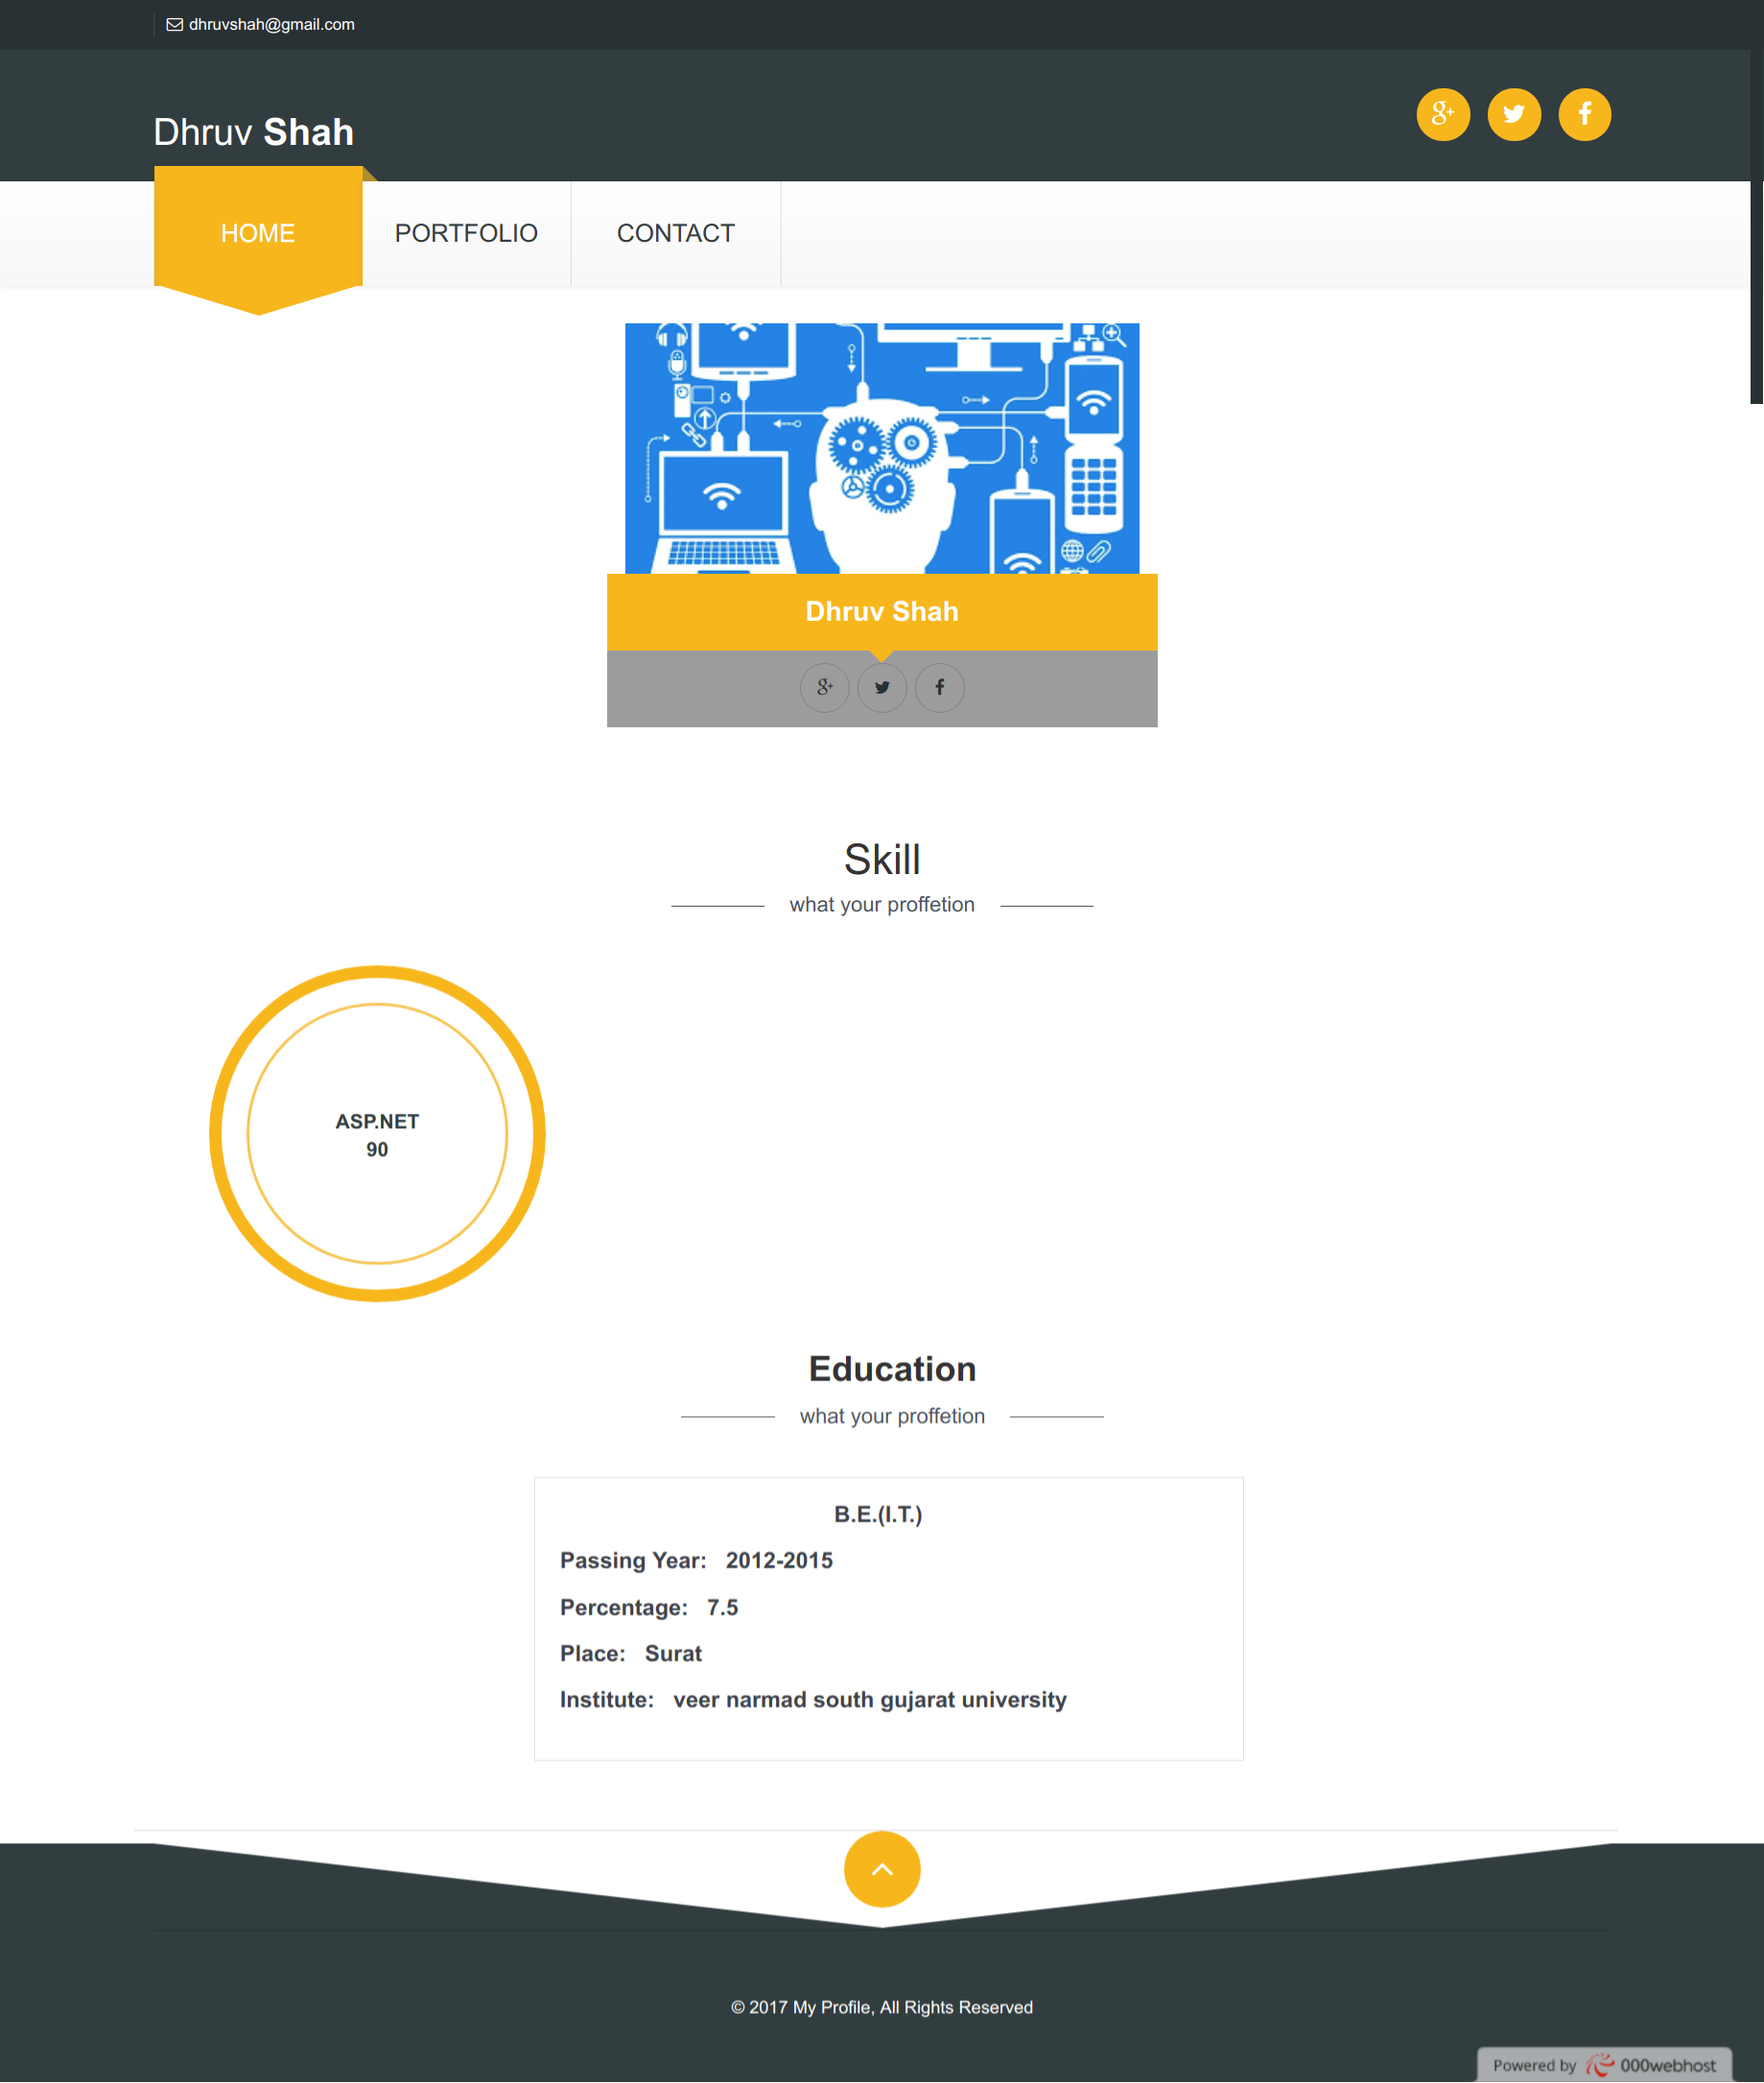 dhruvshah@gmail.com
Dhruv Shah
HOME PORTFOLIO CONTACT
Dhruv Shah
Skill
what your proffetion
ASP.NET
90
Education
what your proffetion
B.E.(I.T.)
Passing Year: 2012-2015
Percentage: 7.5
Place: Surat
Institute: veer narmad south gujarat university
© 2017 My Profile, All Rights Reserved
Powered by 000webhost